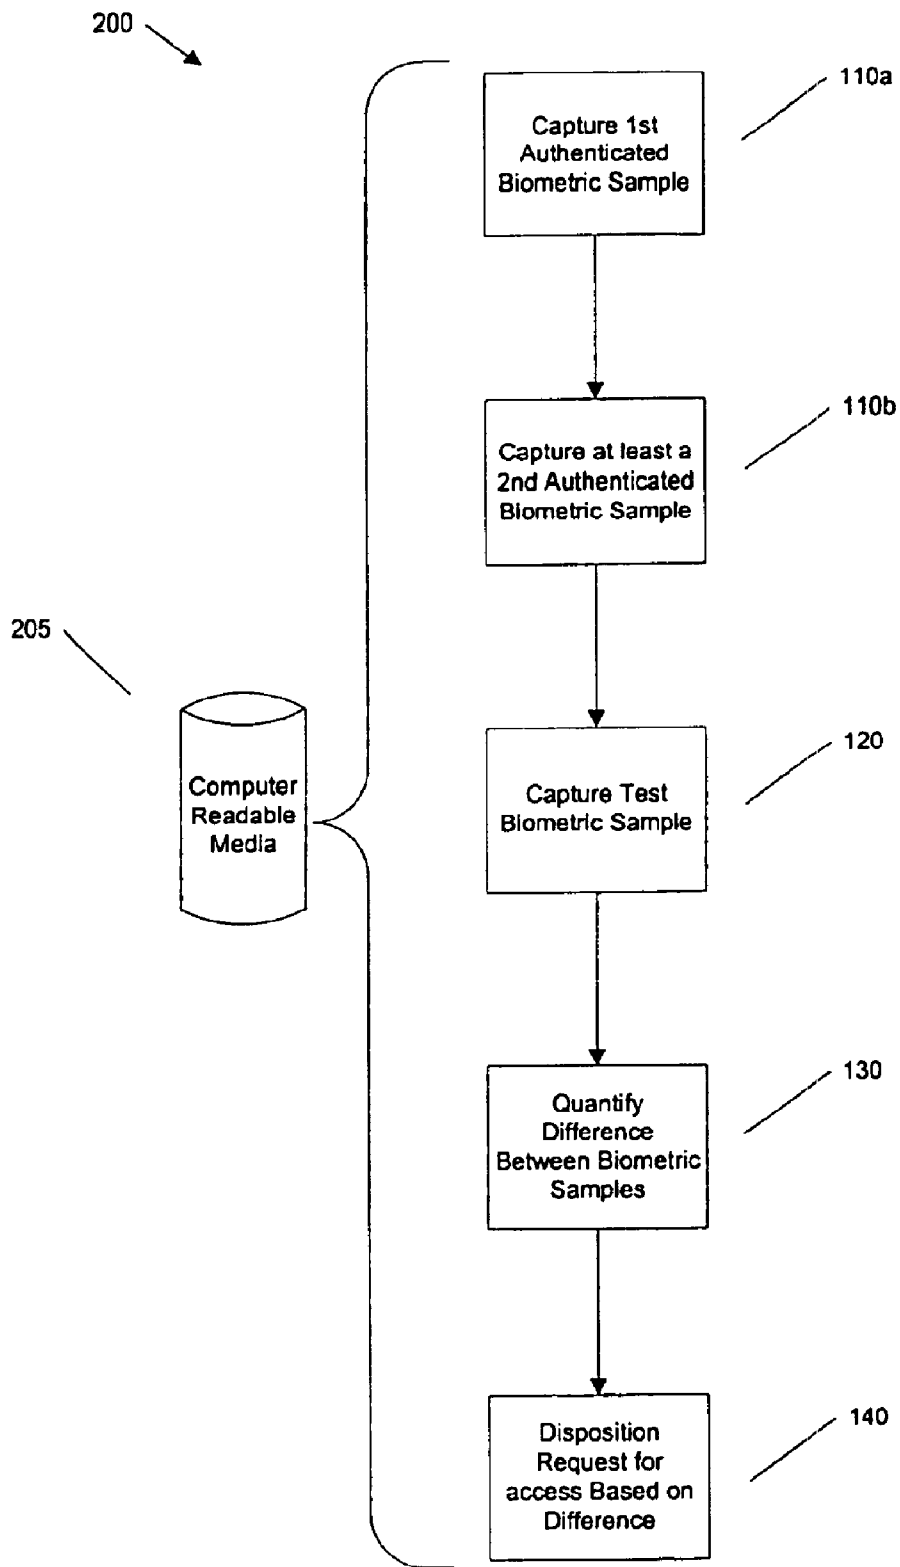 200
110a
Capture 1st
Authenticated
Biometric Sample
110b
Capture at least a
2nd Authenticated
Biometric Sample
205
Computer
Readable
Media
120
Capture Test
Biometric Sample
130
Quantify
Difference
Between Biometric
Samples
140
Disposition
Request for
access Based on
Difference